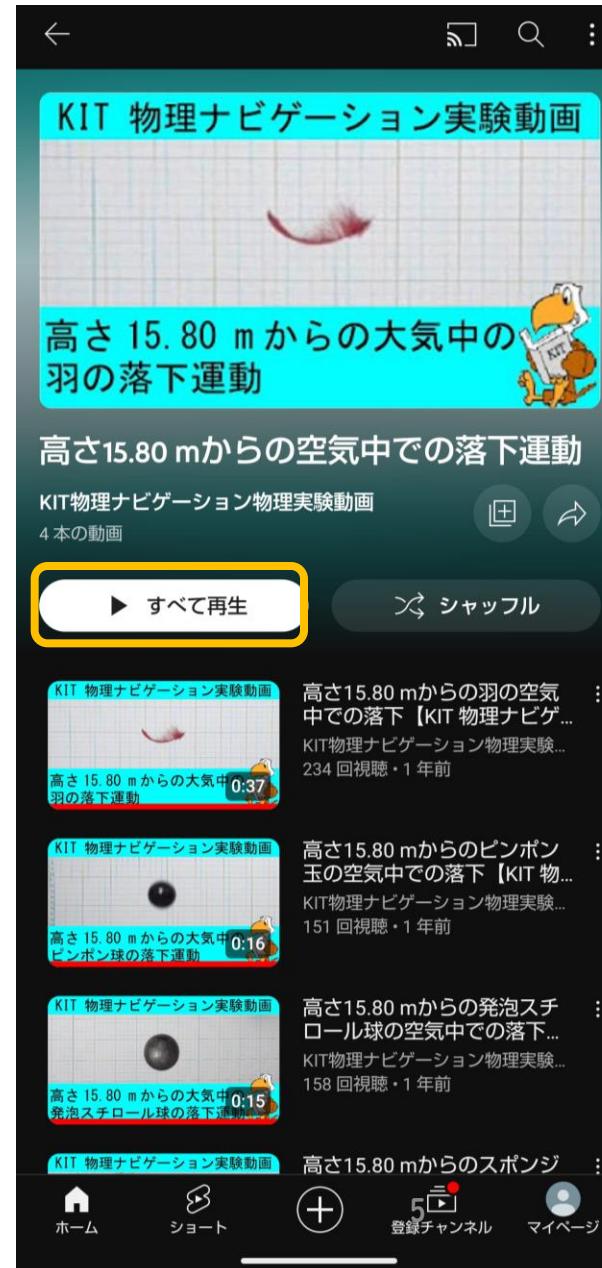 KIT 物理ナビゲーション実験動画
高さ 15.80 m からの大気中の
羽の落下運動
KIT
高さ15.80 mからの空気中での落下運動
KIT物理ナビゲーション物理実験動画
4 本の動画
すべて再生
シャッフル
KIT 物理ナビゲーション実験動画
高さ 15.80 m からの大気中の
羽の落下運動
0:37
高さ15.80 mからの羽の空気
中での落下【KIT 物理ナビゲ...
KIT物理ナビゲーション物理実験...
234 回視聴・1 年前
KIT 物理ナビゲーション実験動画
高さ 15.80 m からの大気中の
ピンポン球の落下運動
0:16
高さ15.80 mからのピンポン
玉の空気中での落下【KIT 物...
KIT物理ナビゲーション物理実験...
151 回視聴・1 年前
KIT 物理ナビゲーション実験動画
高さ 15.80 m からの大気中の
発泡スチロール球の落下運動
0:15
高さ15.80 mからの発泡スチ
ロール球の空気中での落下...
KIT物理ナビゲーション物理実験...
158 回視聴・1 年前
KIT 物理ナビゲーション実験動画
高さ15.80 mからのスポンジ
5
ホーム
ショート
登録チャンネル
マイページ